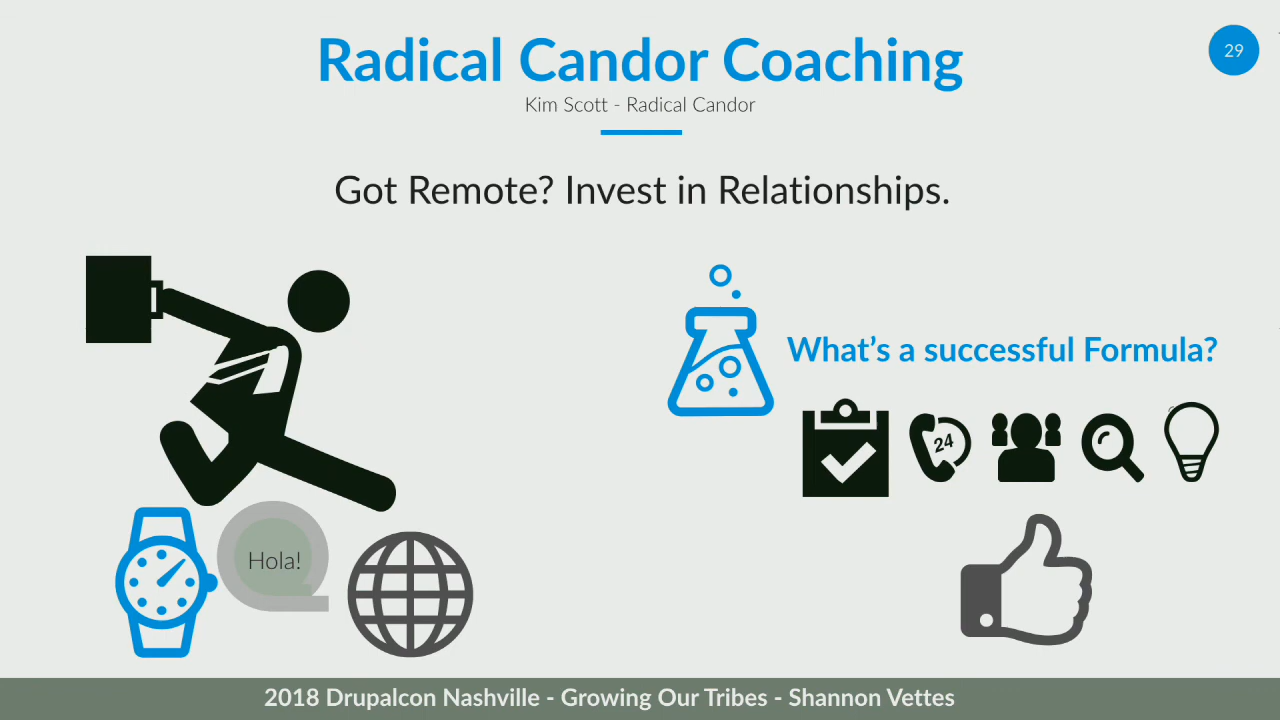 Radical Candor Coaching
29
Kim Scott - Radical Candor
Got Remote? Invest in Relationships.
What's a successful Formula?
24
Hola!
2018 Drupalcon Nashville - Growing Our Tribes - Shannon Vettes